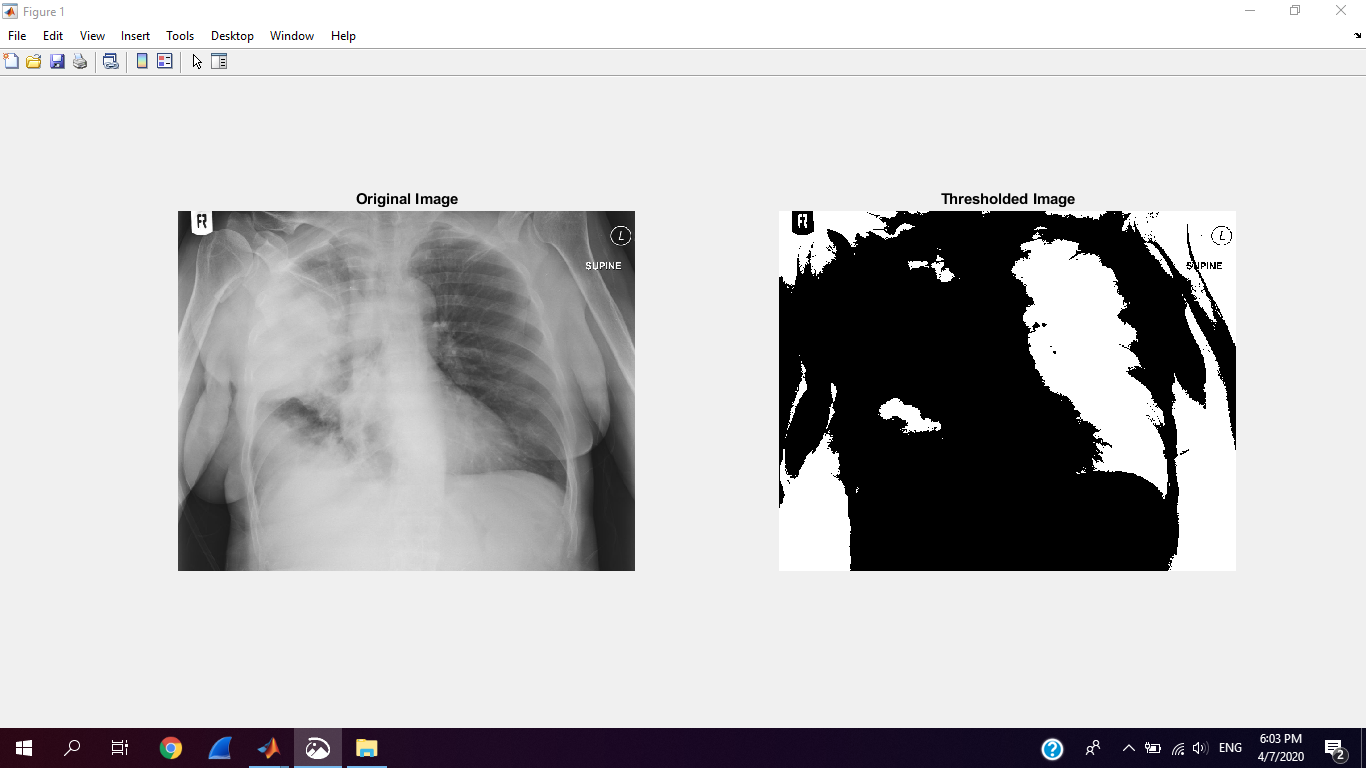 Figure 1
File Edit View Insert Tools Desktop Window Help
Original Image
Thresholded Image
R
L
SUPINE
R
L
SUPINE
ENG
6:03 PM
4/7/2020
2